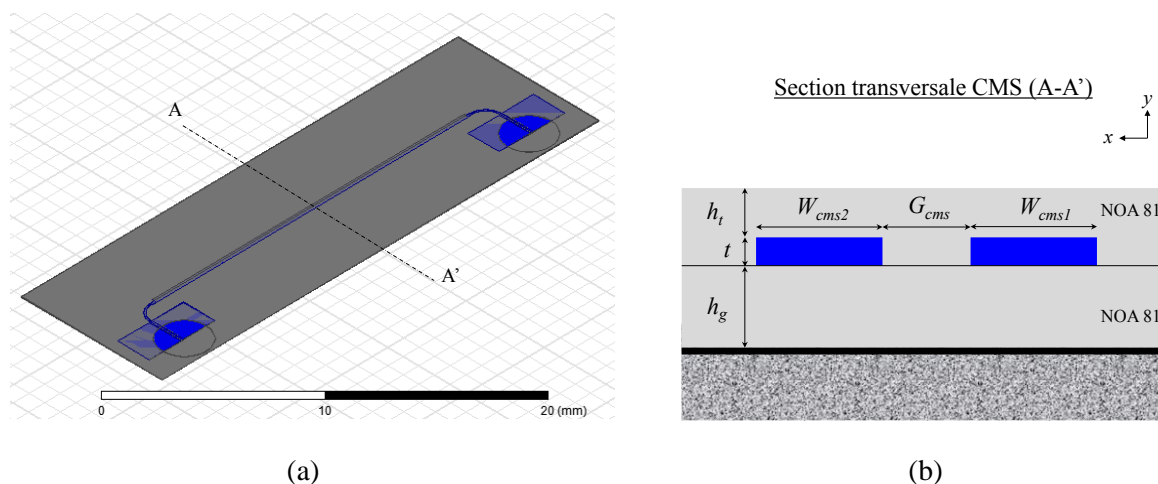 A
A'
0
10
20 (mm)
(a)
Section transversale CMS (A-A')
y
x
h_t
W_cms2
G_cms
W_cms1
NOA 81
t
h_g
NOA 81
(b)